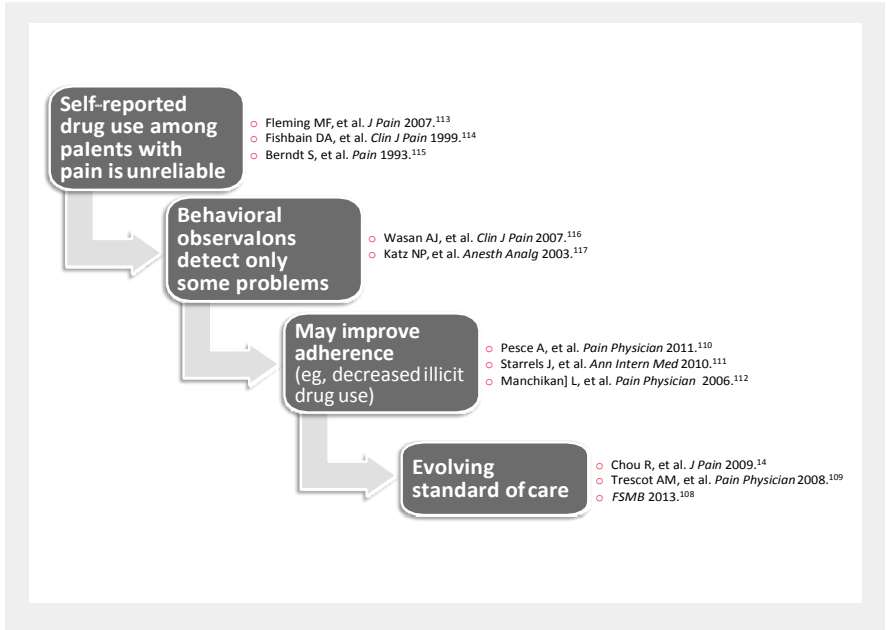 Self-reported
drug use among
palents with
pain is unreliable
○ Fleming MF, et al. J Pain 2007.113
○ Fishbain DA, et al. Clin J Pain 1999.114
○ Berndt S, et al. Pain 1993.115
Behavioral
observalons
detect only
some problems
○ Wasan AJ, et al. Clin J Pain 2007.116
○ Katz NP, et al. Anesth Analg 2003.117
May improve
adherence
(eg, decreased illicit
drug use)
○ Pesce A, et al. Pain Physician 2011.110
○ Starrels J, et al. Ann Intern Med 2010.111
○ Manchikan] L, et al. Pain Physician 2006.112
Evolving
standard of care
○ Chou R, et al. J Pain 2009.14
○ Trescot AM, et al. Pain Physician 2008.109
○ FSMB 2013.108